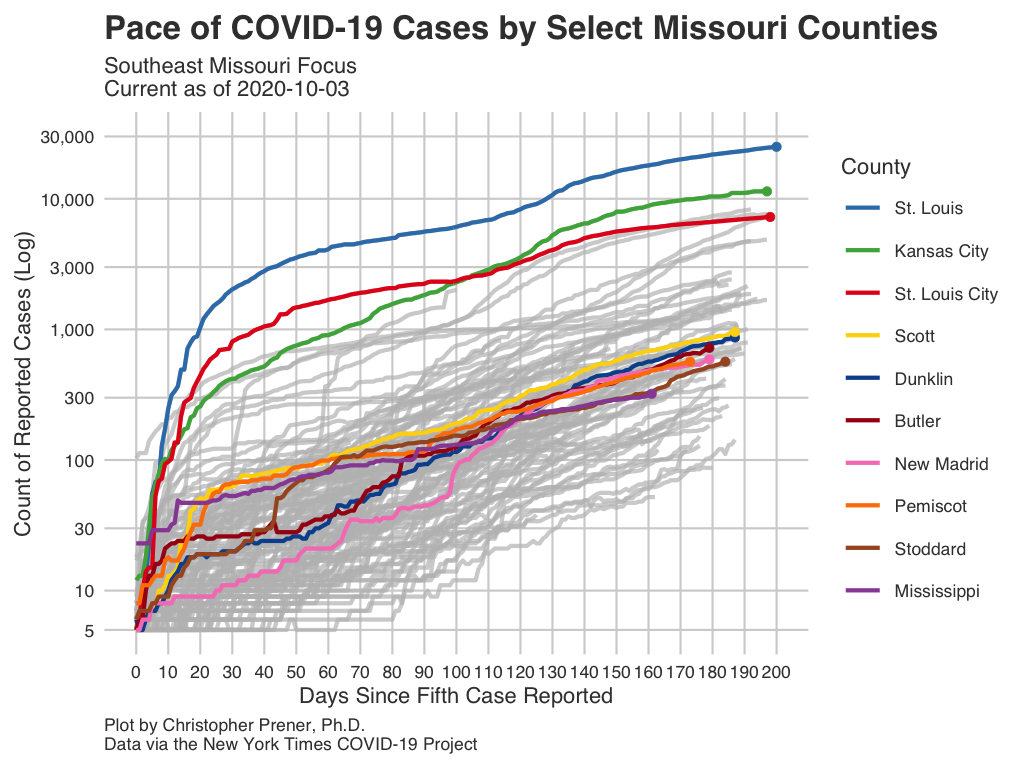 Pace of COVID-19 Cases by Select Missouri Counties
Southeast Missouri Focus
Current as of 2020-10-03
Count of Reported Cases (Log)
30,000
10,000
3,000
1,000
300
100
30
10
5
0 10 20 30 40 50 60 70 80 90 100 110 120 130 140 150 160 170 180 190 200
Days Since Fifth Case Reported
County
St. Louis
Kansas City
St. Louis City
Scott
Dunklin
Butler
New Madrid
Pemiscot
Stoddard
Mississippi
Plot by Christopher Prener, Ph.D.
Data via the New York Times COVID-19 Project